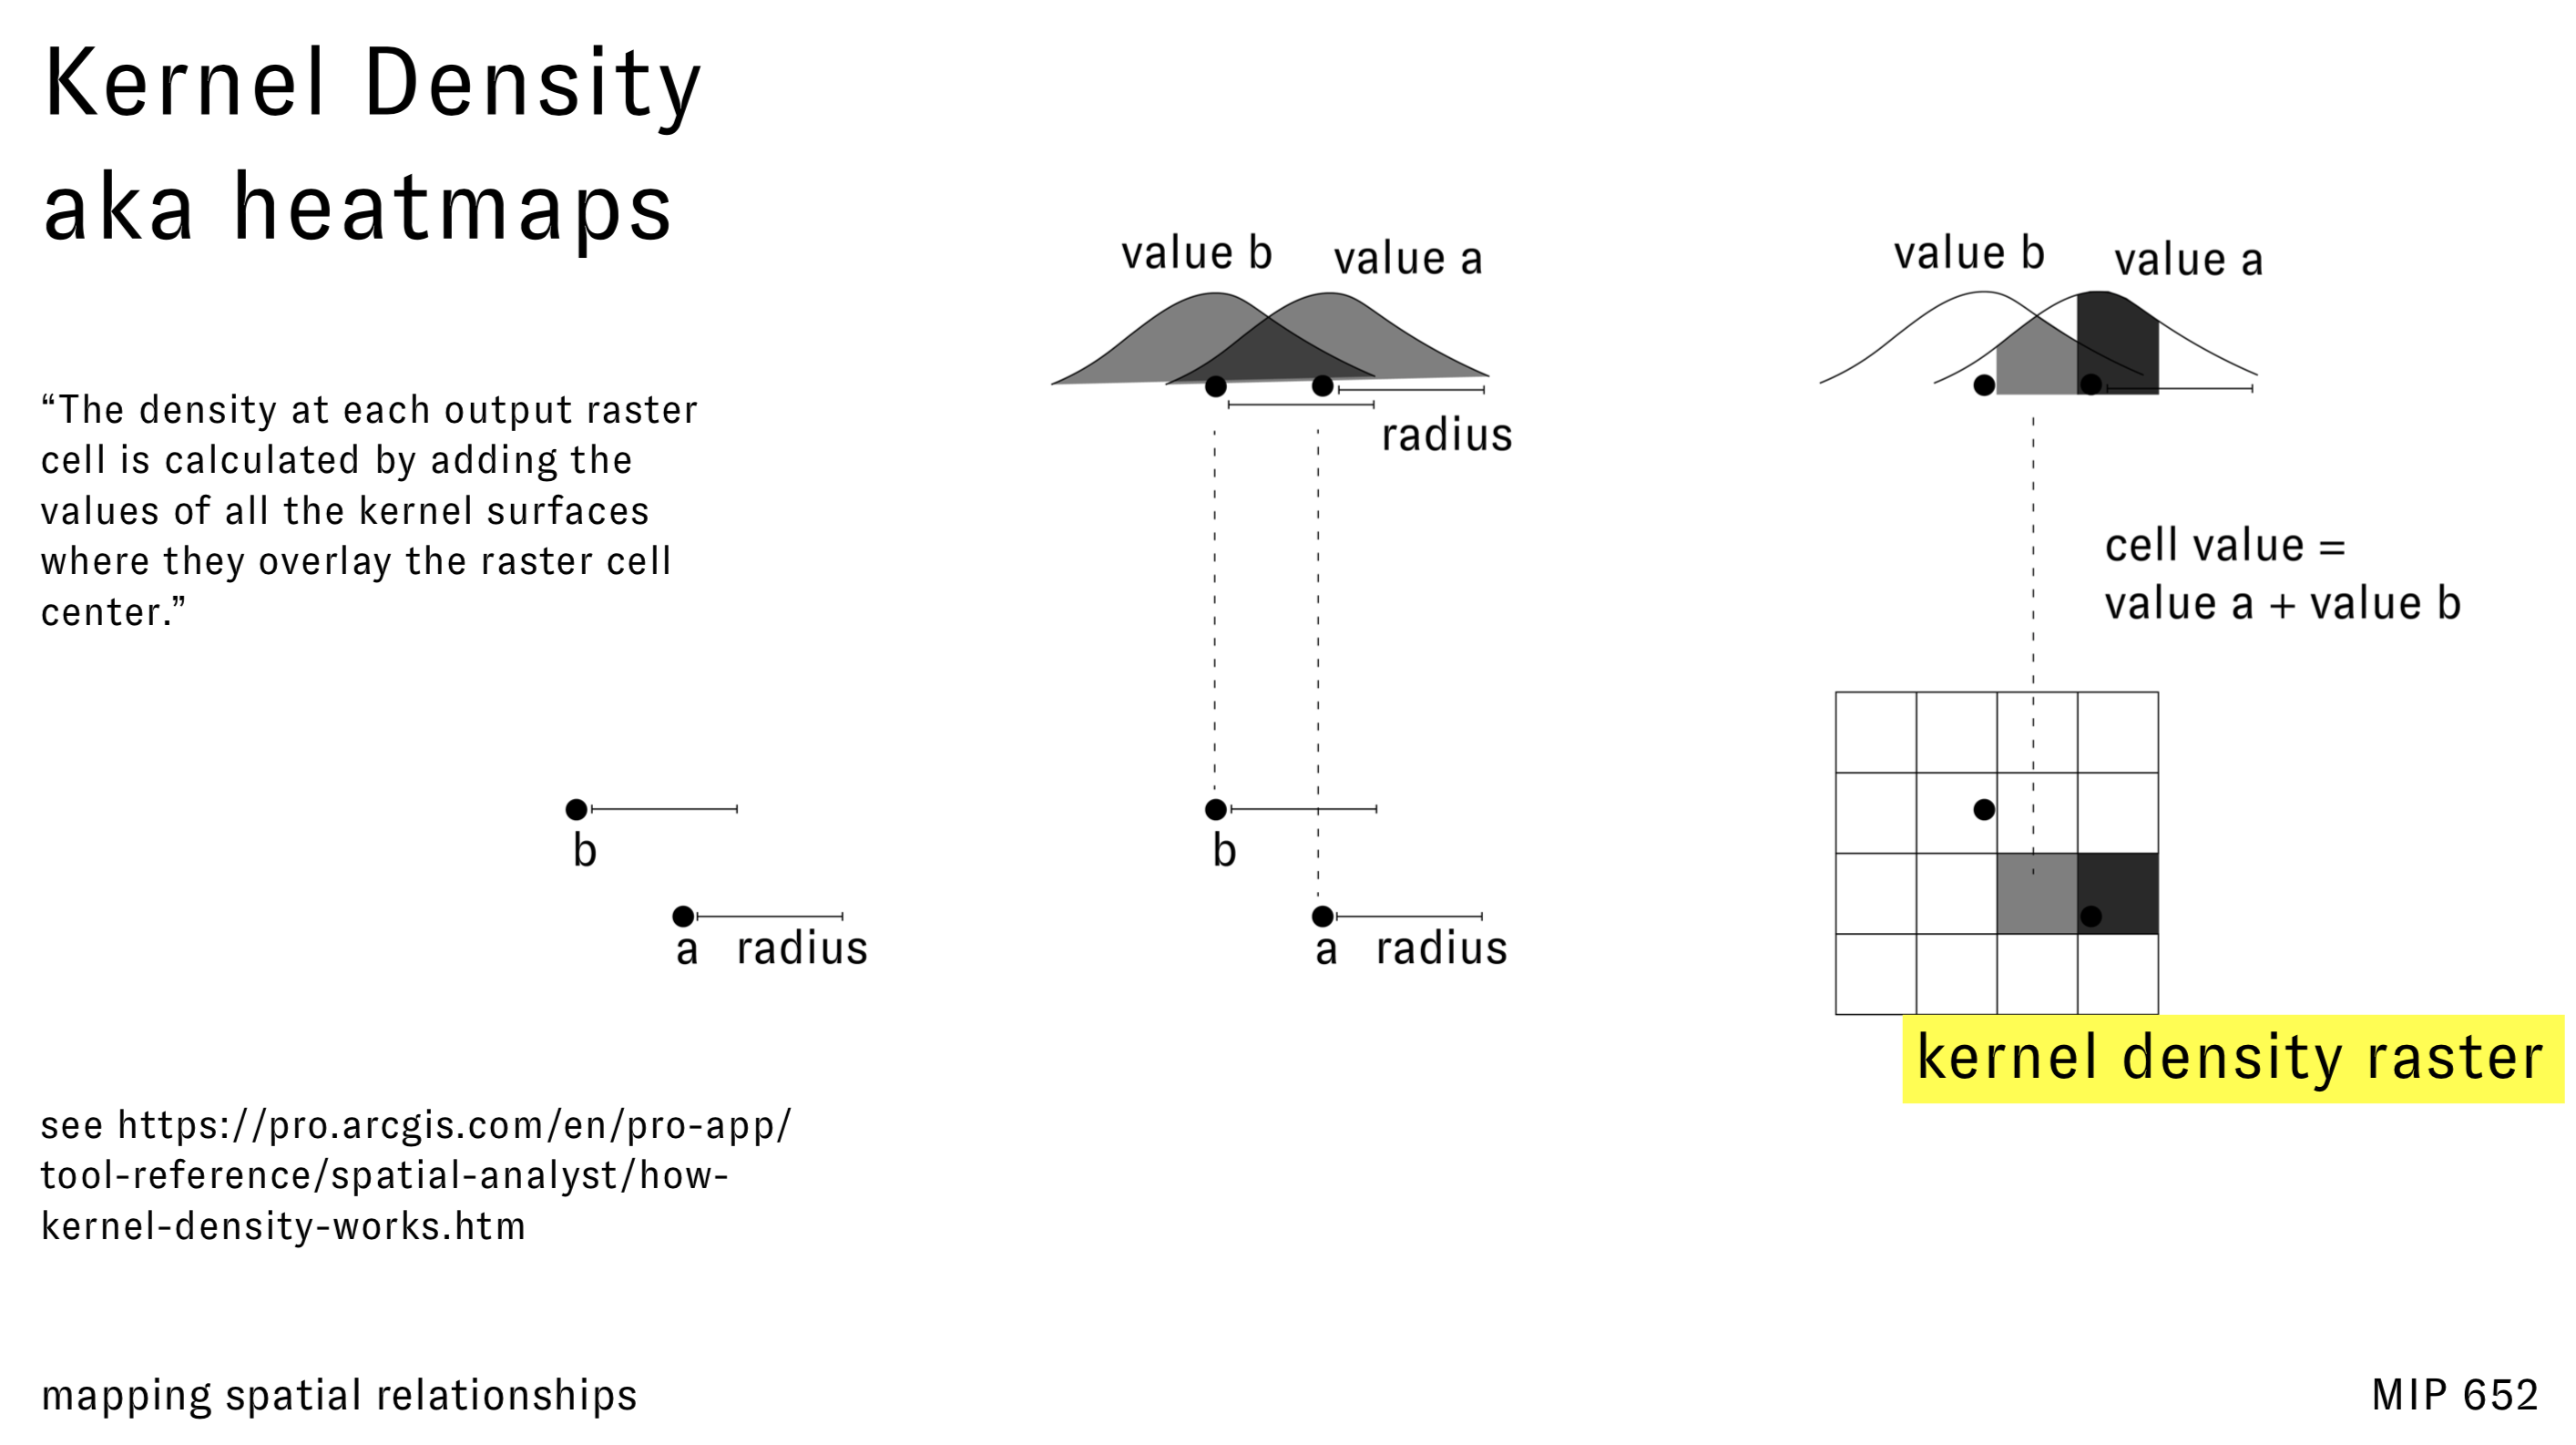 Kernel Density
aka heatmaps
“The density at each output raster
cell is calculated by adding the
values of all the kernel surfaces
where they overlay the raster cell
center.”
b
a radius
see https://pro.arcgis.com/en/pro-app/
tool-reference/spatial-analyst/how-
kernel-density-works.htm
value b value a
radius
b
a radius
value b value a
cell value =
value a + value b
kernel density raster
mapping spatial relationships
MIP 652